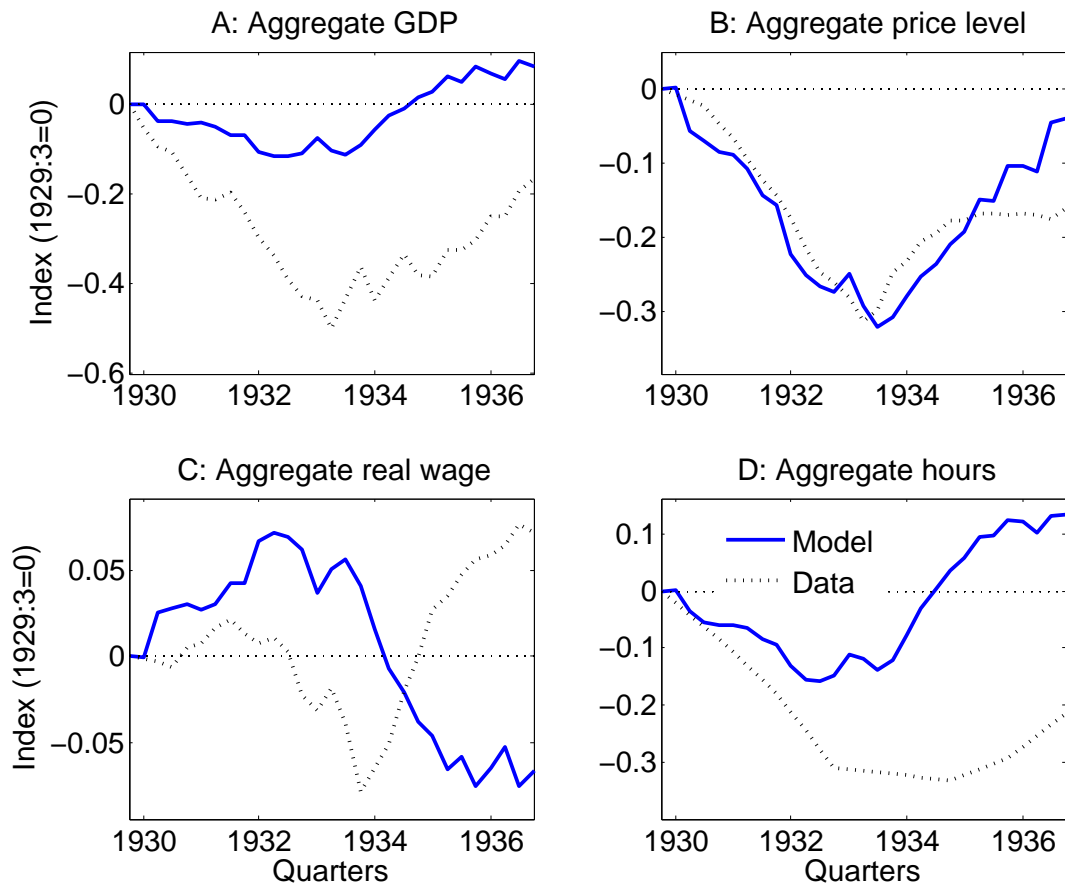 A: Aggregate GDP
Index (1929:3=0)
0
−0.2
−0.4
−0.6
1930 1932 1934 1936
B: Aggregate price level
0
−0.1
−0.2
−0.3
1930 1932 1934 1936
C: Aggregate real wage
Index (1929:3=0)
0.05
0
−0.05
1930 1932 1934 1936
Quarters
D: Aggregate hours
0.1
0
−0.1
−0.2
−0.3
Model
Data
1930 1932 1934 1936
Quarters